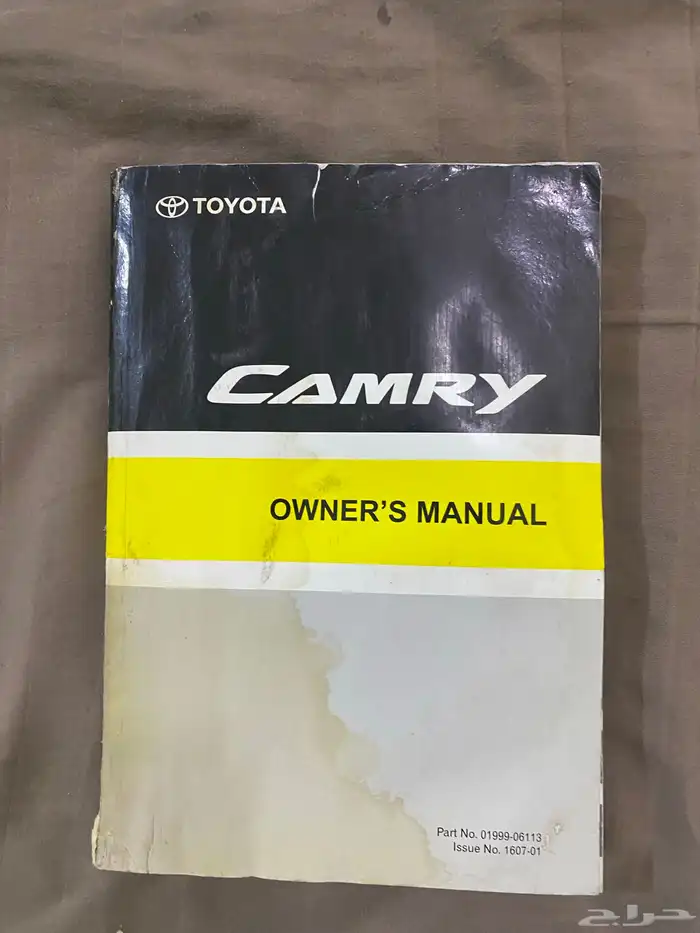 TOYOTA
CAMRY
OWNER'S MANUAL
Part No. 01999-06113
Issue No. 1607-01
حراج